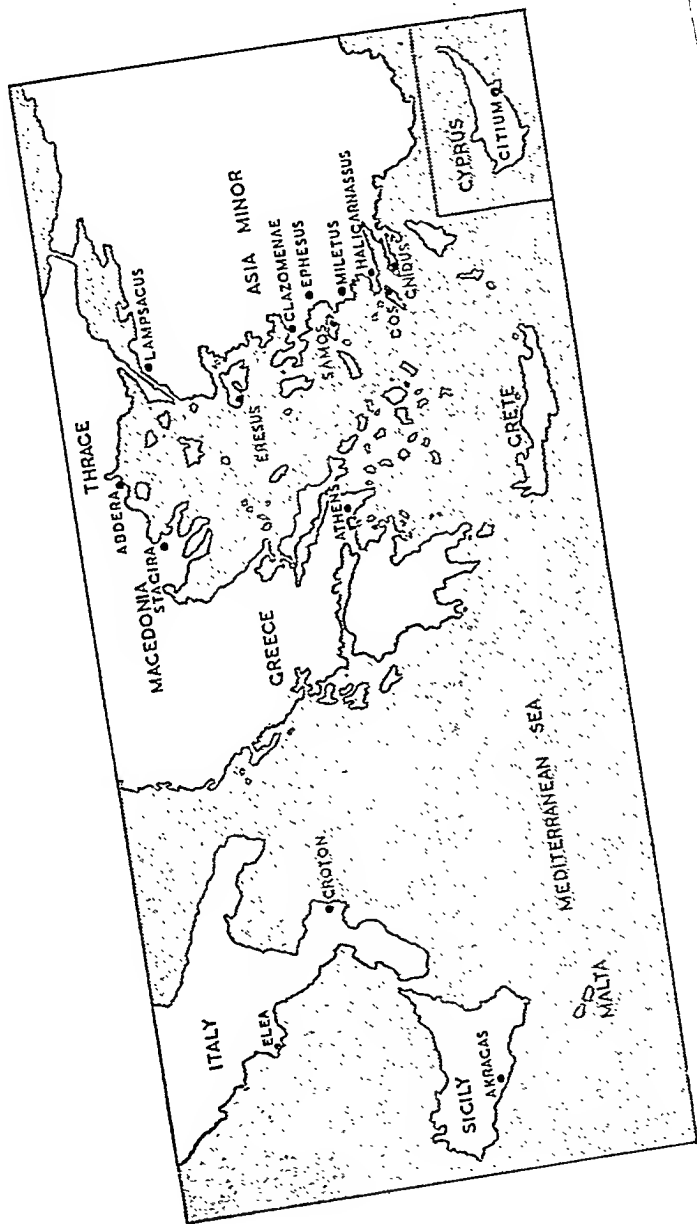 THRACE
ABDERA
MACEDONIA
STAGIRA
LAMPSACUS
ASIA MINOR
ERESUS
CLAZOMENAE
EPHESUS
SAMOS
MILETUS
HALICARNASSUS
COS
CNIDUS
CYPRUS
CITIUM
GREECE
ATHENS
CRETE
ITALY
ELEA
CROTON
SICILY
AKRAGAS
MALTA
MEDITERRANEAN SEA